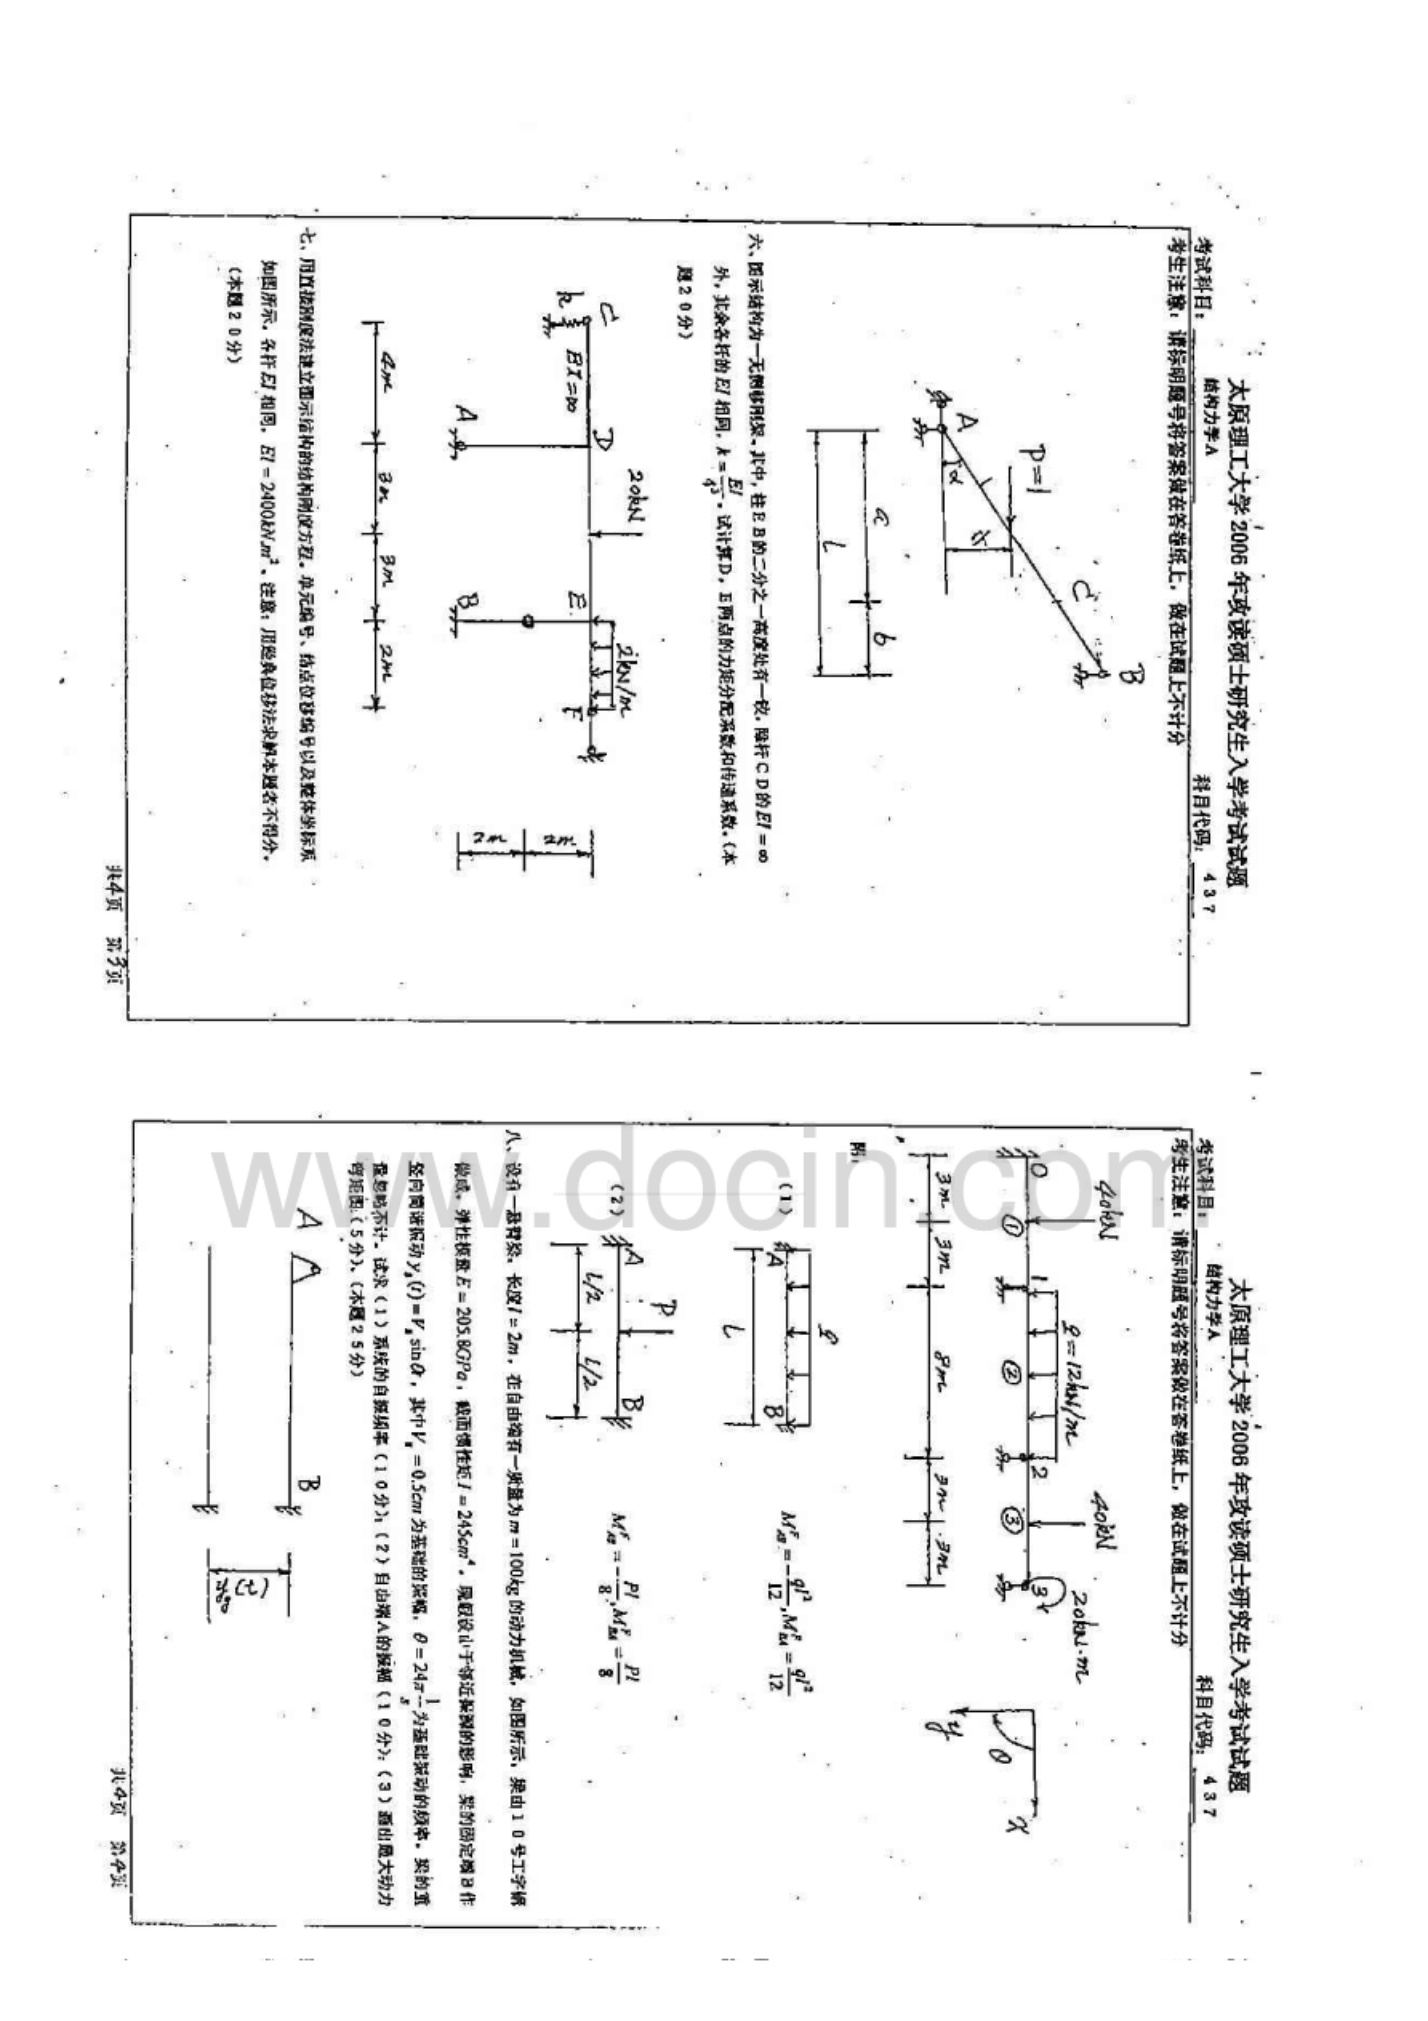 太原理工大学2006年攻读硕士研究生入学考试试题
考试科目: 结构力学A 科目代码: 437
考生注意: 请标明题号将答案做在答卷纸上, 做在试题上不计分
P=1
A
α
x
C
B
a
b
l
六、图示结构为一无侧移刚架。其中, 柱EB的二分之一高度处有一铰。除杆CD的EI=∞
外, 其余各杆的EI相同, k=EI/4³。试计算D, E两点的力矩分配系数和传递系数。(本
题20分)
20kN
2kN/m
C
D
E
F
k
EI=∞
A
B
2m
2m
4m
3m
3m
2m
七、用直接刚度法建立图示结构的结构刚度方程。单元编号、结点位移编号以及整体坐标系
如图所示。各杆EI相同, EI=2400kN.m²。注意: 用经典位移法求解本题者不得分。
(本题20分)
共4页 第3页
太原理工大学2006年攻读硕士研究生入学考试试题
考试科目: 结构力学A 科目代码: 437
考生注意: 请标明题号将答案做在答卷纸上, 做在试题上不计分
40kN
q=12kN/m
40kN
20kN·m
0
①
1
②
2
③
3
x
θ
y
3m
3m
8m
3m
3m
附:
(1)
q
A
B
l
M^F_AB=-ql²/12, M^F_BA=ql²/12
(2)
P
A
B
l/2
l/2
M^F_AB=-Pl/8, M^F_BA=Pl/8
八、设有一悬臂梁, 长度l=2m, 在自由端有一质量为m=100kg的动力机械, 如图所示, 梁由10号工字钢
做成, 弹性模量E=205.8GPa, 截面惯性矩I=245cm⁴, 现假设由于邻近振源的影响, 梁的固定端B作
竖向简谐振动y_g(t)=V_g sinθt, 其中V_g=0.5cm为基础的振幅, θ=24π 1/s 为基础振动的频率。梁的重
量忽略不计。试求(1)系统的自振频率(10分); (2)自由端A的振幅(10分); (3)画出最大动力
弯矩图(5分)。(本题25分)
A
B
y_g(t)
共4页 第4页
www.docin.com